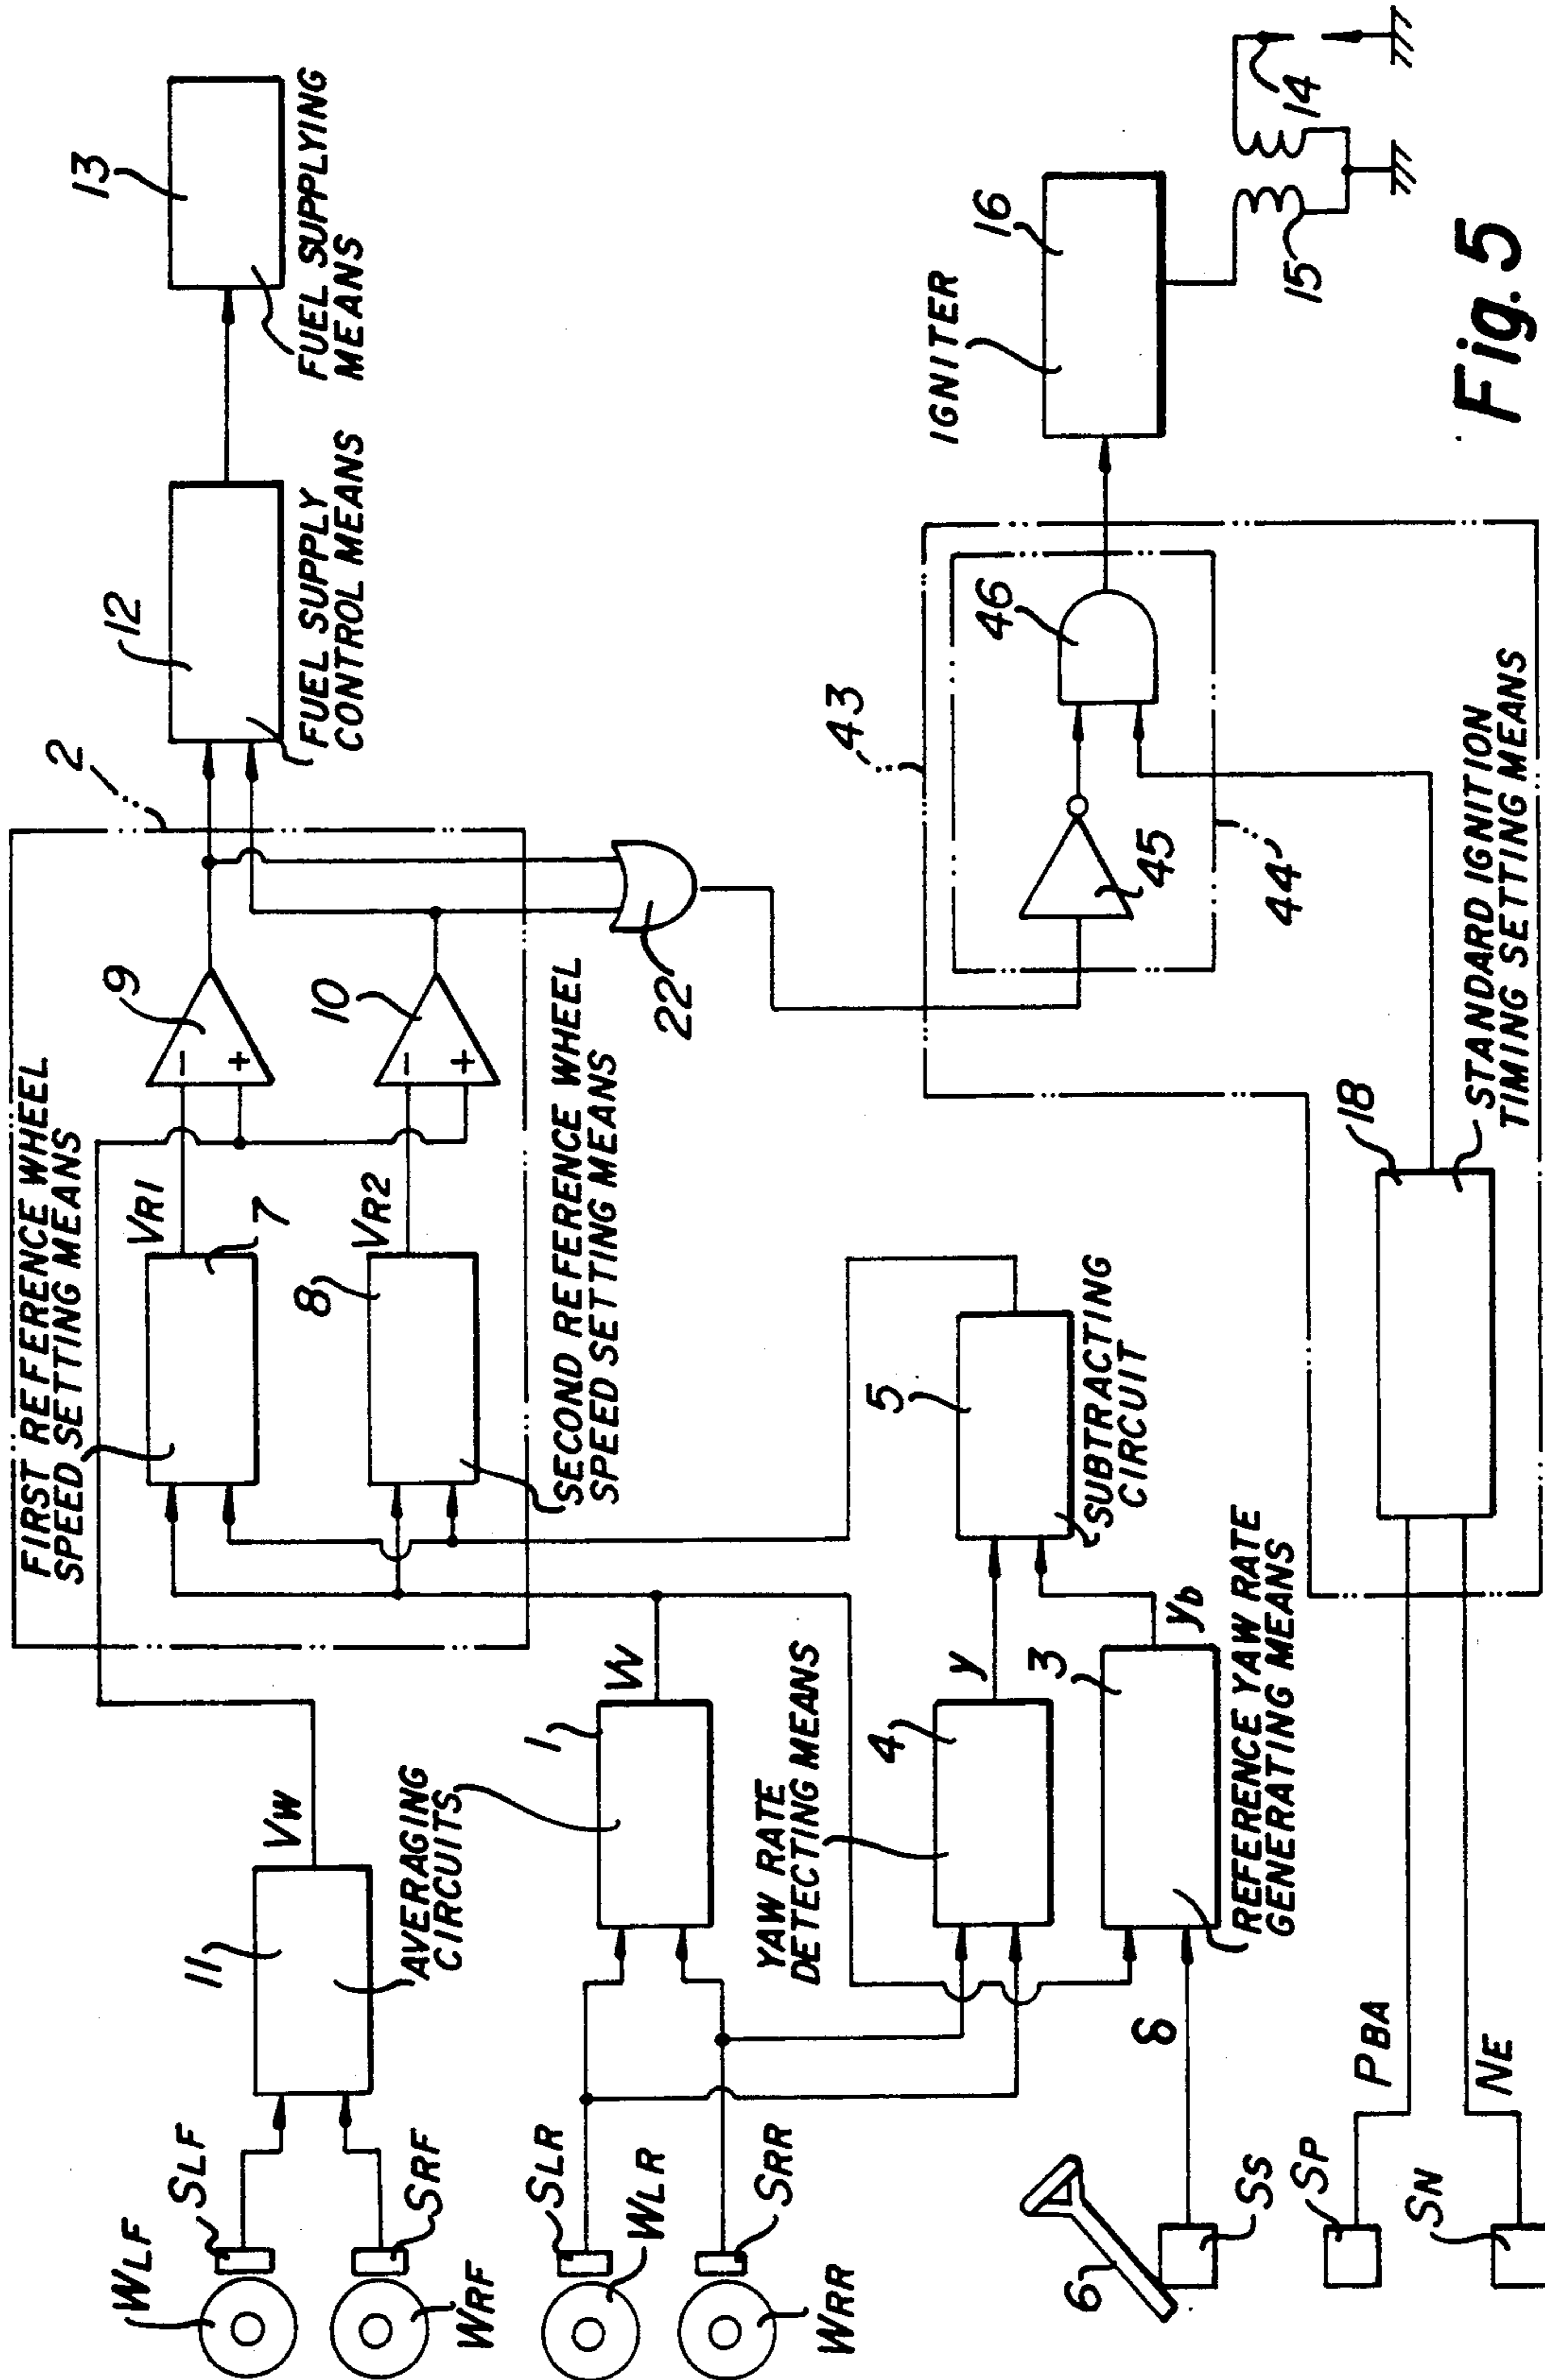 WLF
SLF
WRF
SRF
11
AVERAGING
CIRCUITS
VW
SLR
WLR
SRR
WRR
1
VV
FIRST REFERENCE WHEEL
SPEED SETTING MEANS
7
VR1
8
VR2
SECOND REFERENCE WHEEL
SPEED SETTING MEANS
9
-
+
10
-
+
2
12
FUEL SUPPLY
CONTROL MEANS
13
FUEL SUPPLYING
MEANS
22
YAW RATE
DETECTING MEANS
4
y
3
yb
REFERENCE YAW RATE
GENERATING MEANS
5
SUBTRACTING
CIRCUIT
6
SS
δ
SP
PBA
SN
NE
18
STANDARD IGNITION
TIMING SETTING MEANS
43
44
45
46
IGNITER
16
15
14
Fig. 5